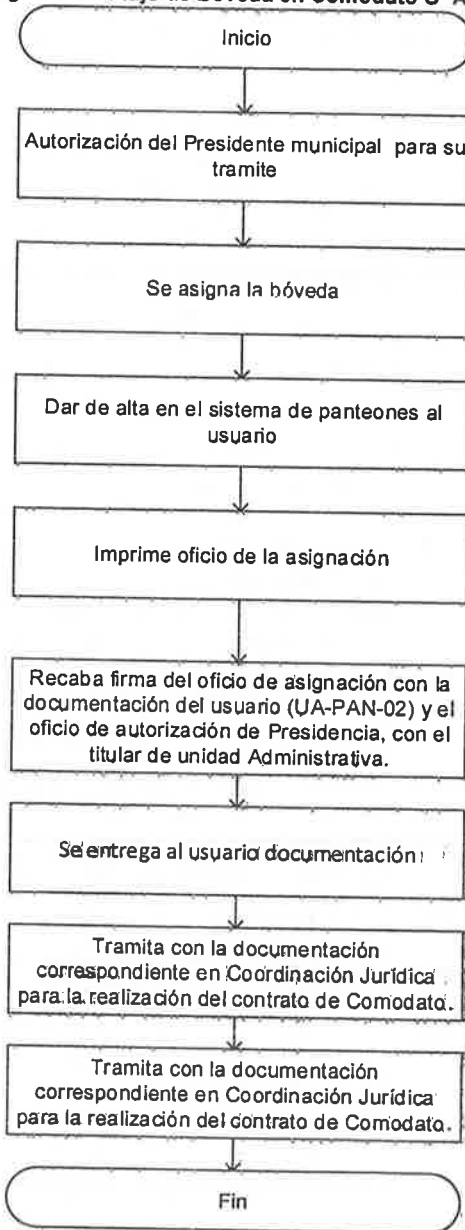 de Bóveda en Comodato
Inicio
Autorización del Presidente municipal para su
tramite
Se asigna la bóveda
Dar de alta en el sistema de panteones al
usuario
Imprime oficio de la asignación
Recaba firma del oficio de asignación con la
documentación del usuario (UA-PAN-02) y el
oficio de autorización de Presidencia, con el
titular de unidad Administrativa.
Se entrega al usuario documentación
Tramita con la documentación
correspondiente en Coordinación Jurídica
para la realización del contrato de Comodato.
Tramita con la documentación
correspondiente en Coordinación Jurídica
para la realización del contrato de Comodato.
Fin